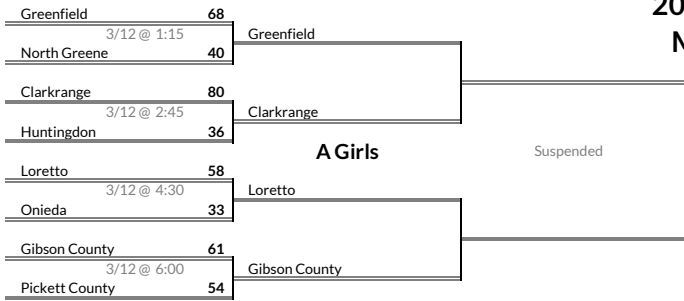 20
Greenfield 68
3/12 @ 1:15 Greenfield
North Greene 40
Clarkrange 80
3/12 @ 2:45 Clarkrange
Huntingdon 36
A Girls
Suspended
Loretto 58
3/12 @ 4:30 Loretto
Onieda 33
Gibson County 61
3/12 @ 6:00 Gibson County
Pickett County 54